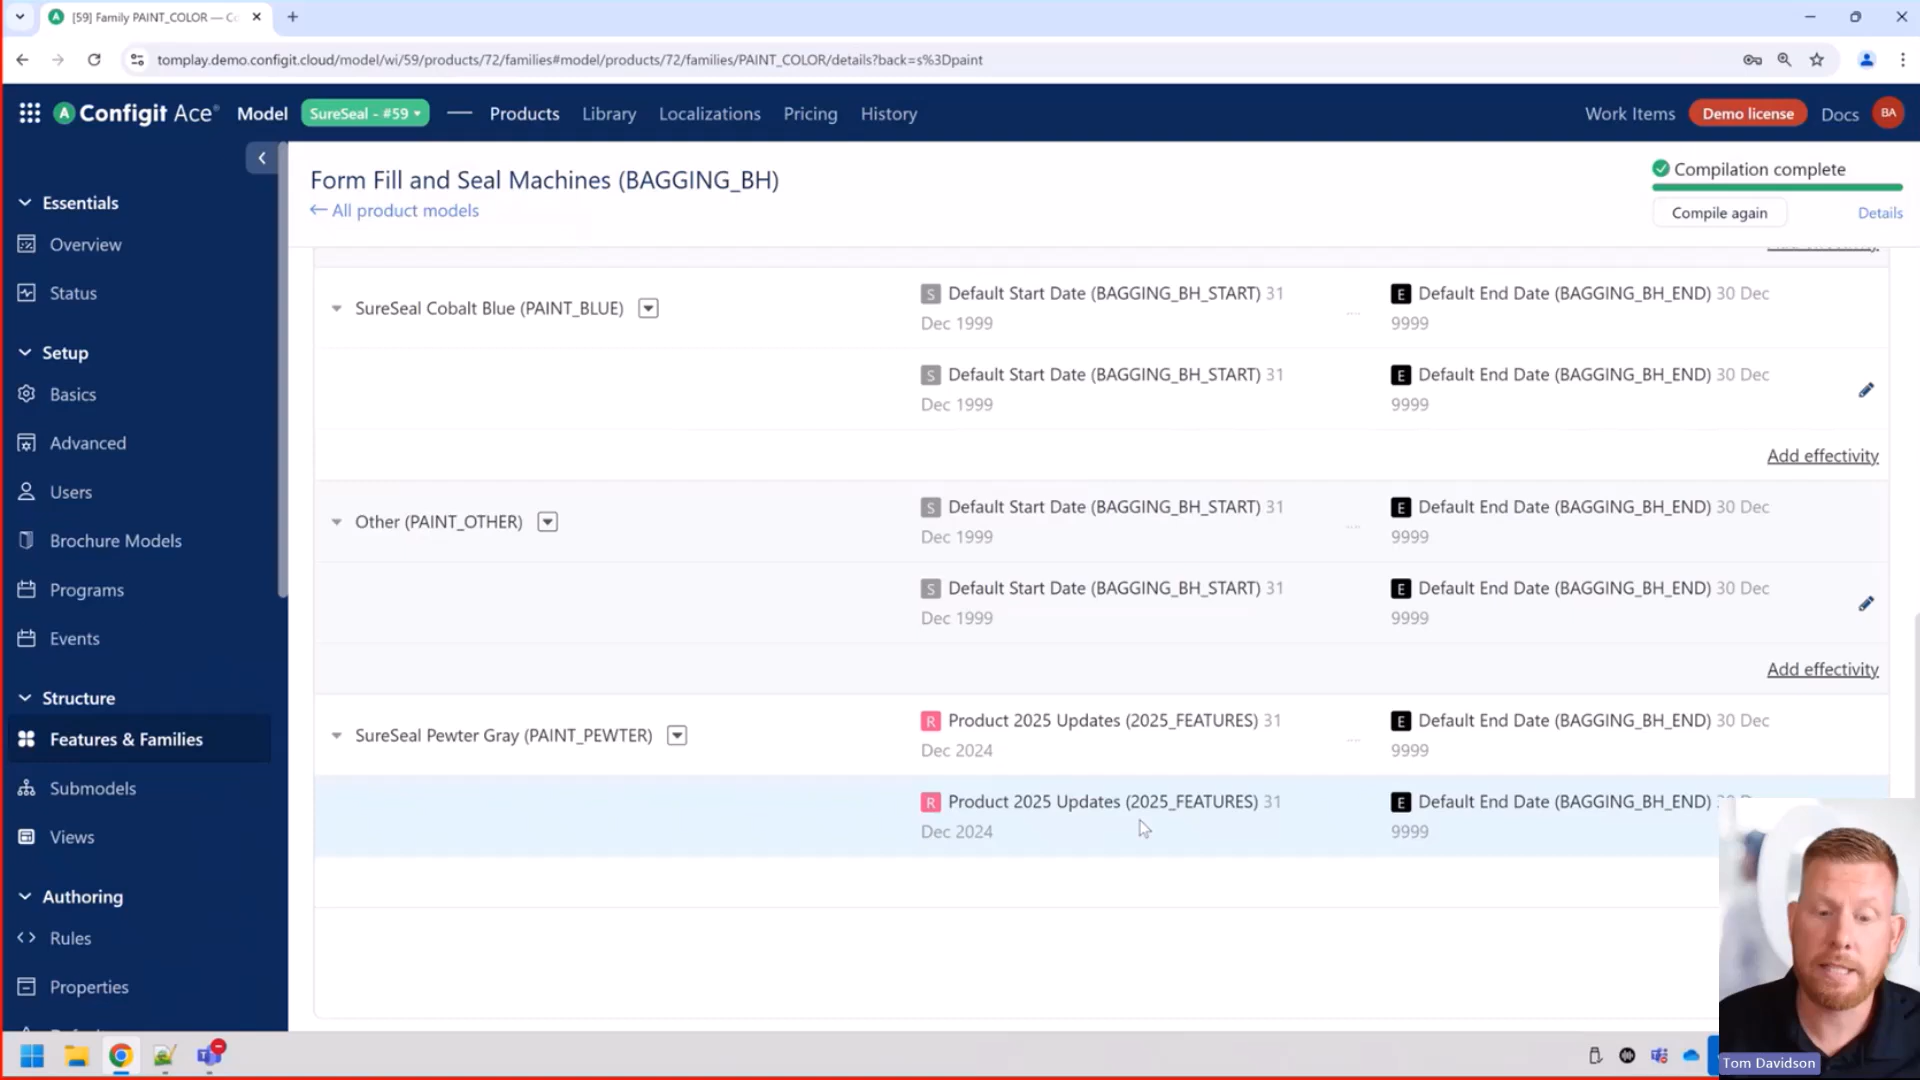 [59] Family PAINT_COLOR — Co
tomplay.demo.configit.cloud/model/wi/59/products/72/families#model/products/72/families/PAINT_COLOR/details?back=s%3Dpaint
A Configit Ace® Model SureSeal - #59 Products Library Localizations Pricing History Work Items Demo license Docs BA
Essentials
Overview
Status
Setup
Basics
Advanced
Users
Brochure Models
Programs
Events
Structure
Features & Families
Submodels
Views
Authoring
Rules
Properties
Form Fill and Seal Machines (BAGGING_BH)
← All product models
Compilation complete
Compile again Details
SureSeal Cobalt Blue (PAINT_BLUE)
S Default Start Date (BAGGING_BH_START) 31
Dec 1999
E Default End Date (BAGGING_BH_END) 30 Dec
9999
S Default Start Date (BAGGING_BH_START) 31
Dec 1999
E Default End Date (BAGGING_BH_END) 30 Dec
9999
Add effectivity
Other (PAINT_OTHER)
S Default Start Date (BAGGING_BH_START) 31
Dec 1999
E Default End Date (BAGGING_BH_END) 30 Dec
9999
S Default Start Date (BAGGING_BH_START) 31
Dec 1999
E Default End Date (BAGGING_BH_END) 30 Dec
9999
Add effectivity
SureSeal Pewter Gray (PAINT_PEWTER)
R Product 2025 Updates (2025_FEATURES) 31
Dec 2024
E Default End Date (BAGGING_BH_END) 30 Dec
9999
R Product 2025 Updates (2025_FEATURES) 31
Dec 2024
E Default End Date (BAGGING_BH_END)
9999
Tom Davidson